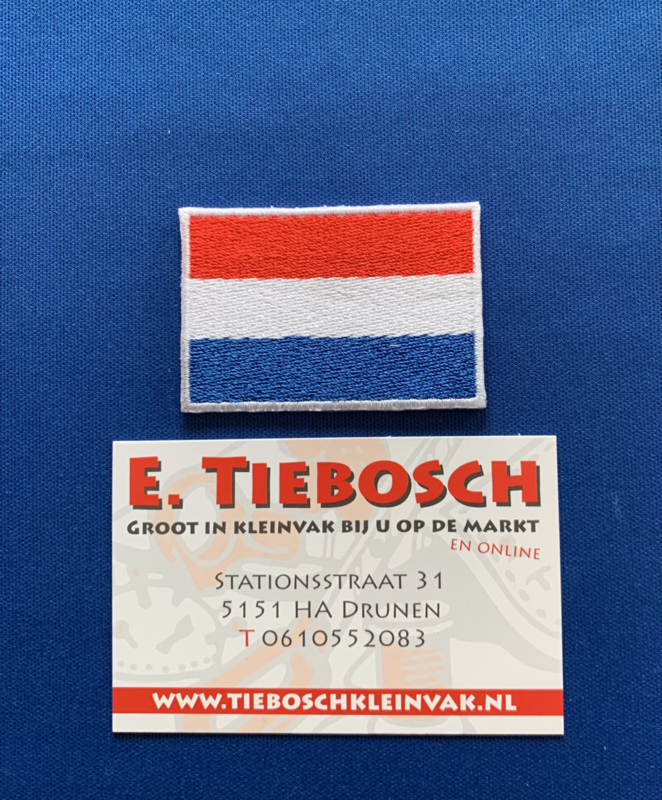 E. TIEBOSCH
GROOT IN KLEINVAK BIJ U OP DE MARKT
EN ONLINE
STATIONSSTRAAT 31
5151 HA DRUNEN
T 0610552083
WWW.TIEBOSCHKLEINVAK.NL